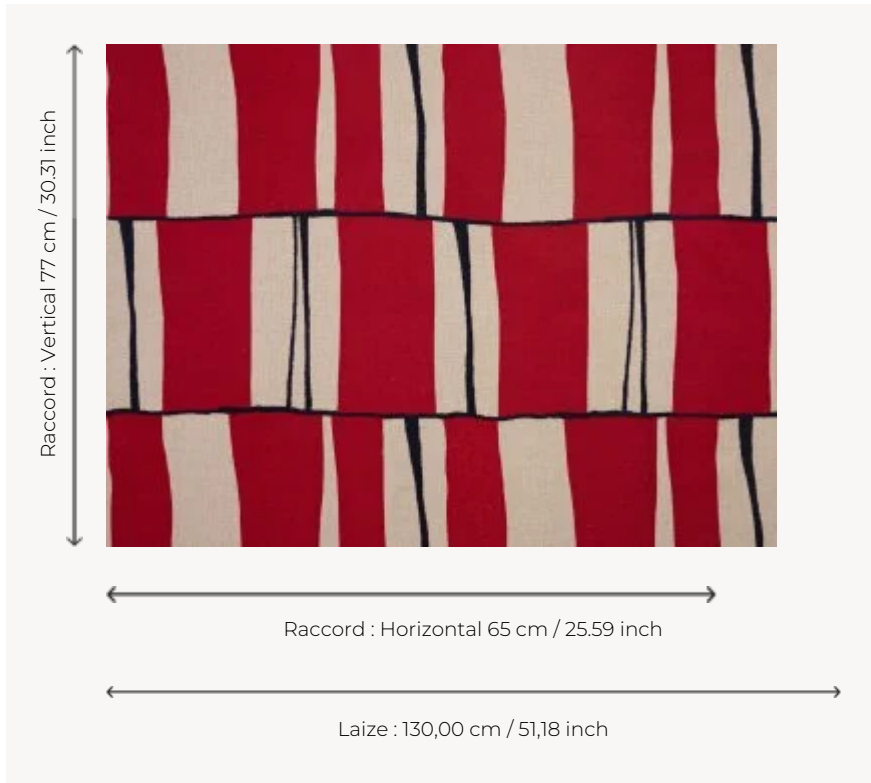 Raccord : Vertical 77 cm / 30.31 inch
Raccord : Horizontal 65 cm / 25.59 inch
Laize : 130,00 cm / 51,18 inch